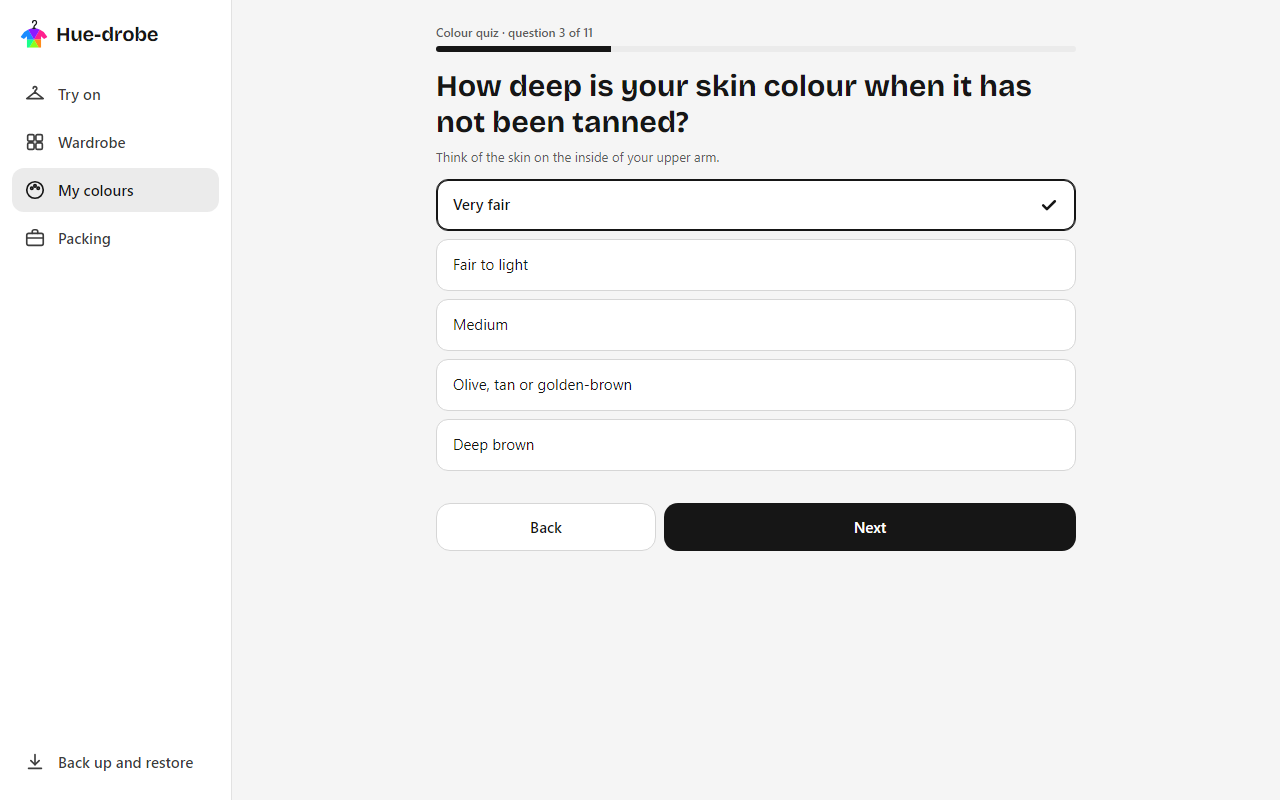 Hue-drobe
Try on
Wardrobe
My colours
Packing
Back up and restore
Colour quiz · question 3 of 11
How deep is your skin colour when it has
not been tanned?
Think of the skin on the inside of your upper arm.
Very fair
Fair to light
Medium
Olive, tan or golden-brown
Deep brown
Back
Next